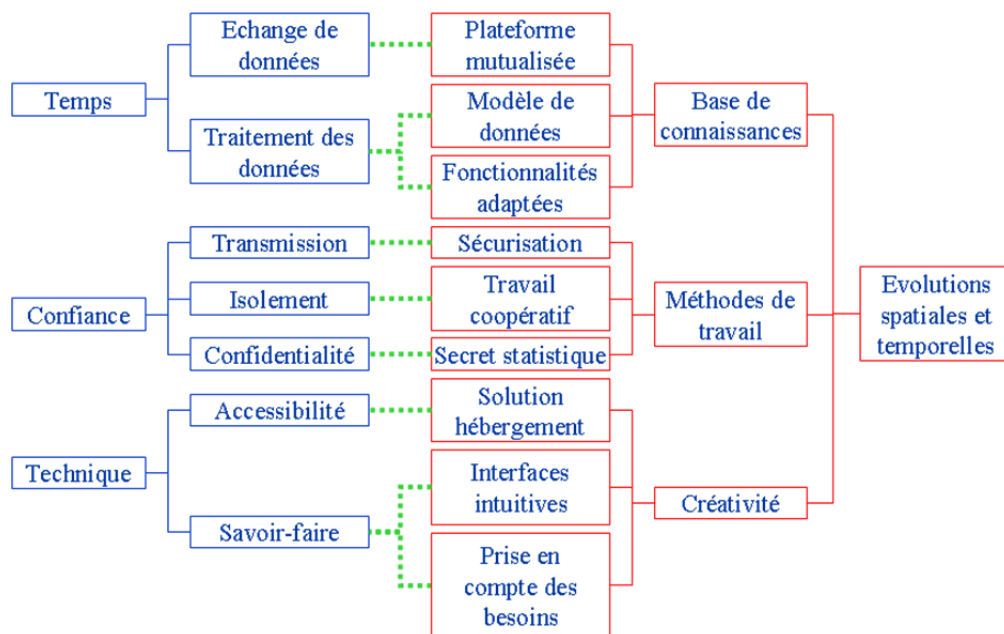 Temps
Echange de
données
Traitement des
données
Plateforme
mutualisée
Modèle de
données
Fonctionnalités
adaptées
Base de
connaissances
Confiance
Transmission
Isolement
Confidentialité
Sécurisation
Travail
coopératif
Secret statistique
Méthodes de
travail
Technique
Accessibilité
Savoir-faire
Solution
hébergement
Interfaces
intuitives
Prise en
compte des
besoins
Créativité
Evolutions
spatiales et
temporelles